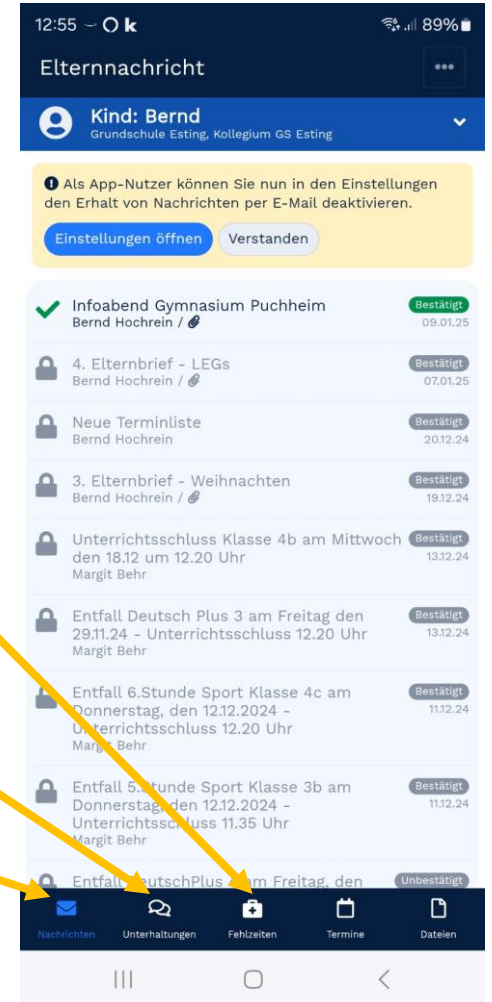 12:55
O k
89%
Elternnachricht
Kind: Bernd
Grundschule Esting, Kollegium GS Esting
Als App-Nutzer können Sie nun in den Einstellungen
den Erhalt von Nachrichten per E-Mail deaktivieren.
Einstellungen öffnen
Verstanden
Infoabend Gymnasium Puchheim
Bestätigt
Bernd Hochrein /
09.01.25
4. Elternbrief - LEGs
Bestätigt
Bernd Hochrein /
07.01.25
Neue Terminliste
Bestätigt
Bernd Hochrein
20.12.24
3. Elternbrief - Weihnachten
Bestätigt
Bernd Hochrein /
19.12.24
Unterrichtsschluss Klasse 4b am Mittwoch
Bestätigt
den 18.12 um 12.20 Uhr
13.12.24
Margit Behr
Entfall Deutsch Plus 3 am Freitag den
Bestätigt
29.11.24 - Unterrichtsschluss 12.20 Uhr
13.12.24
Margit Behr
Entfall 6.Stunde Sport Klasse 4c am
Bestätigt
Donnerstag, den 12.12.2024 -
11.12.24
Unterrichtsschluss 12.20 Uhr
Margit Behr
Entfall 5.Stunde Sport Klasse 3b am
Bestätigt
Donnerstag, den 12.12.2024 -
11.12.24
Unterrichtsschluss 11.35 Uhr
Margit Behr
Entfall DeutschPlus am Freitag, den
Unbestätigt
Nachrichten
Unterhaltungen
Fehlzeiten
Termine
Dateien